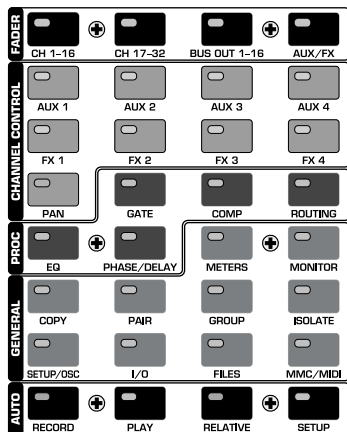 FADER
CH 1-16 CH 17-32 BUS OUT 1-16 AUX/FX
CHANNEL CONTROL
AUX 1 AUX 2 AUX 3 AUX 4
FX 1 FX 2 FX 3 FX 4
PAN GATE COMP ROUTING
PROC
EQ PHASE/DELAY METERS MONITOR
GENERAL
COPY PAIR GROUP ISOLATE
SETUP/OSC I/O FILES MMC/MIDI
AUTO
RECORD PLAY RELATIVE SETUP